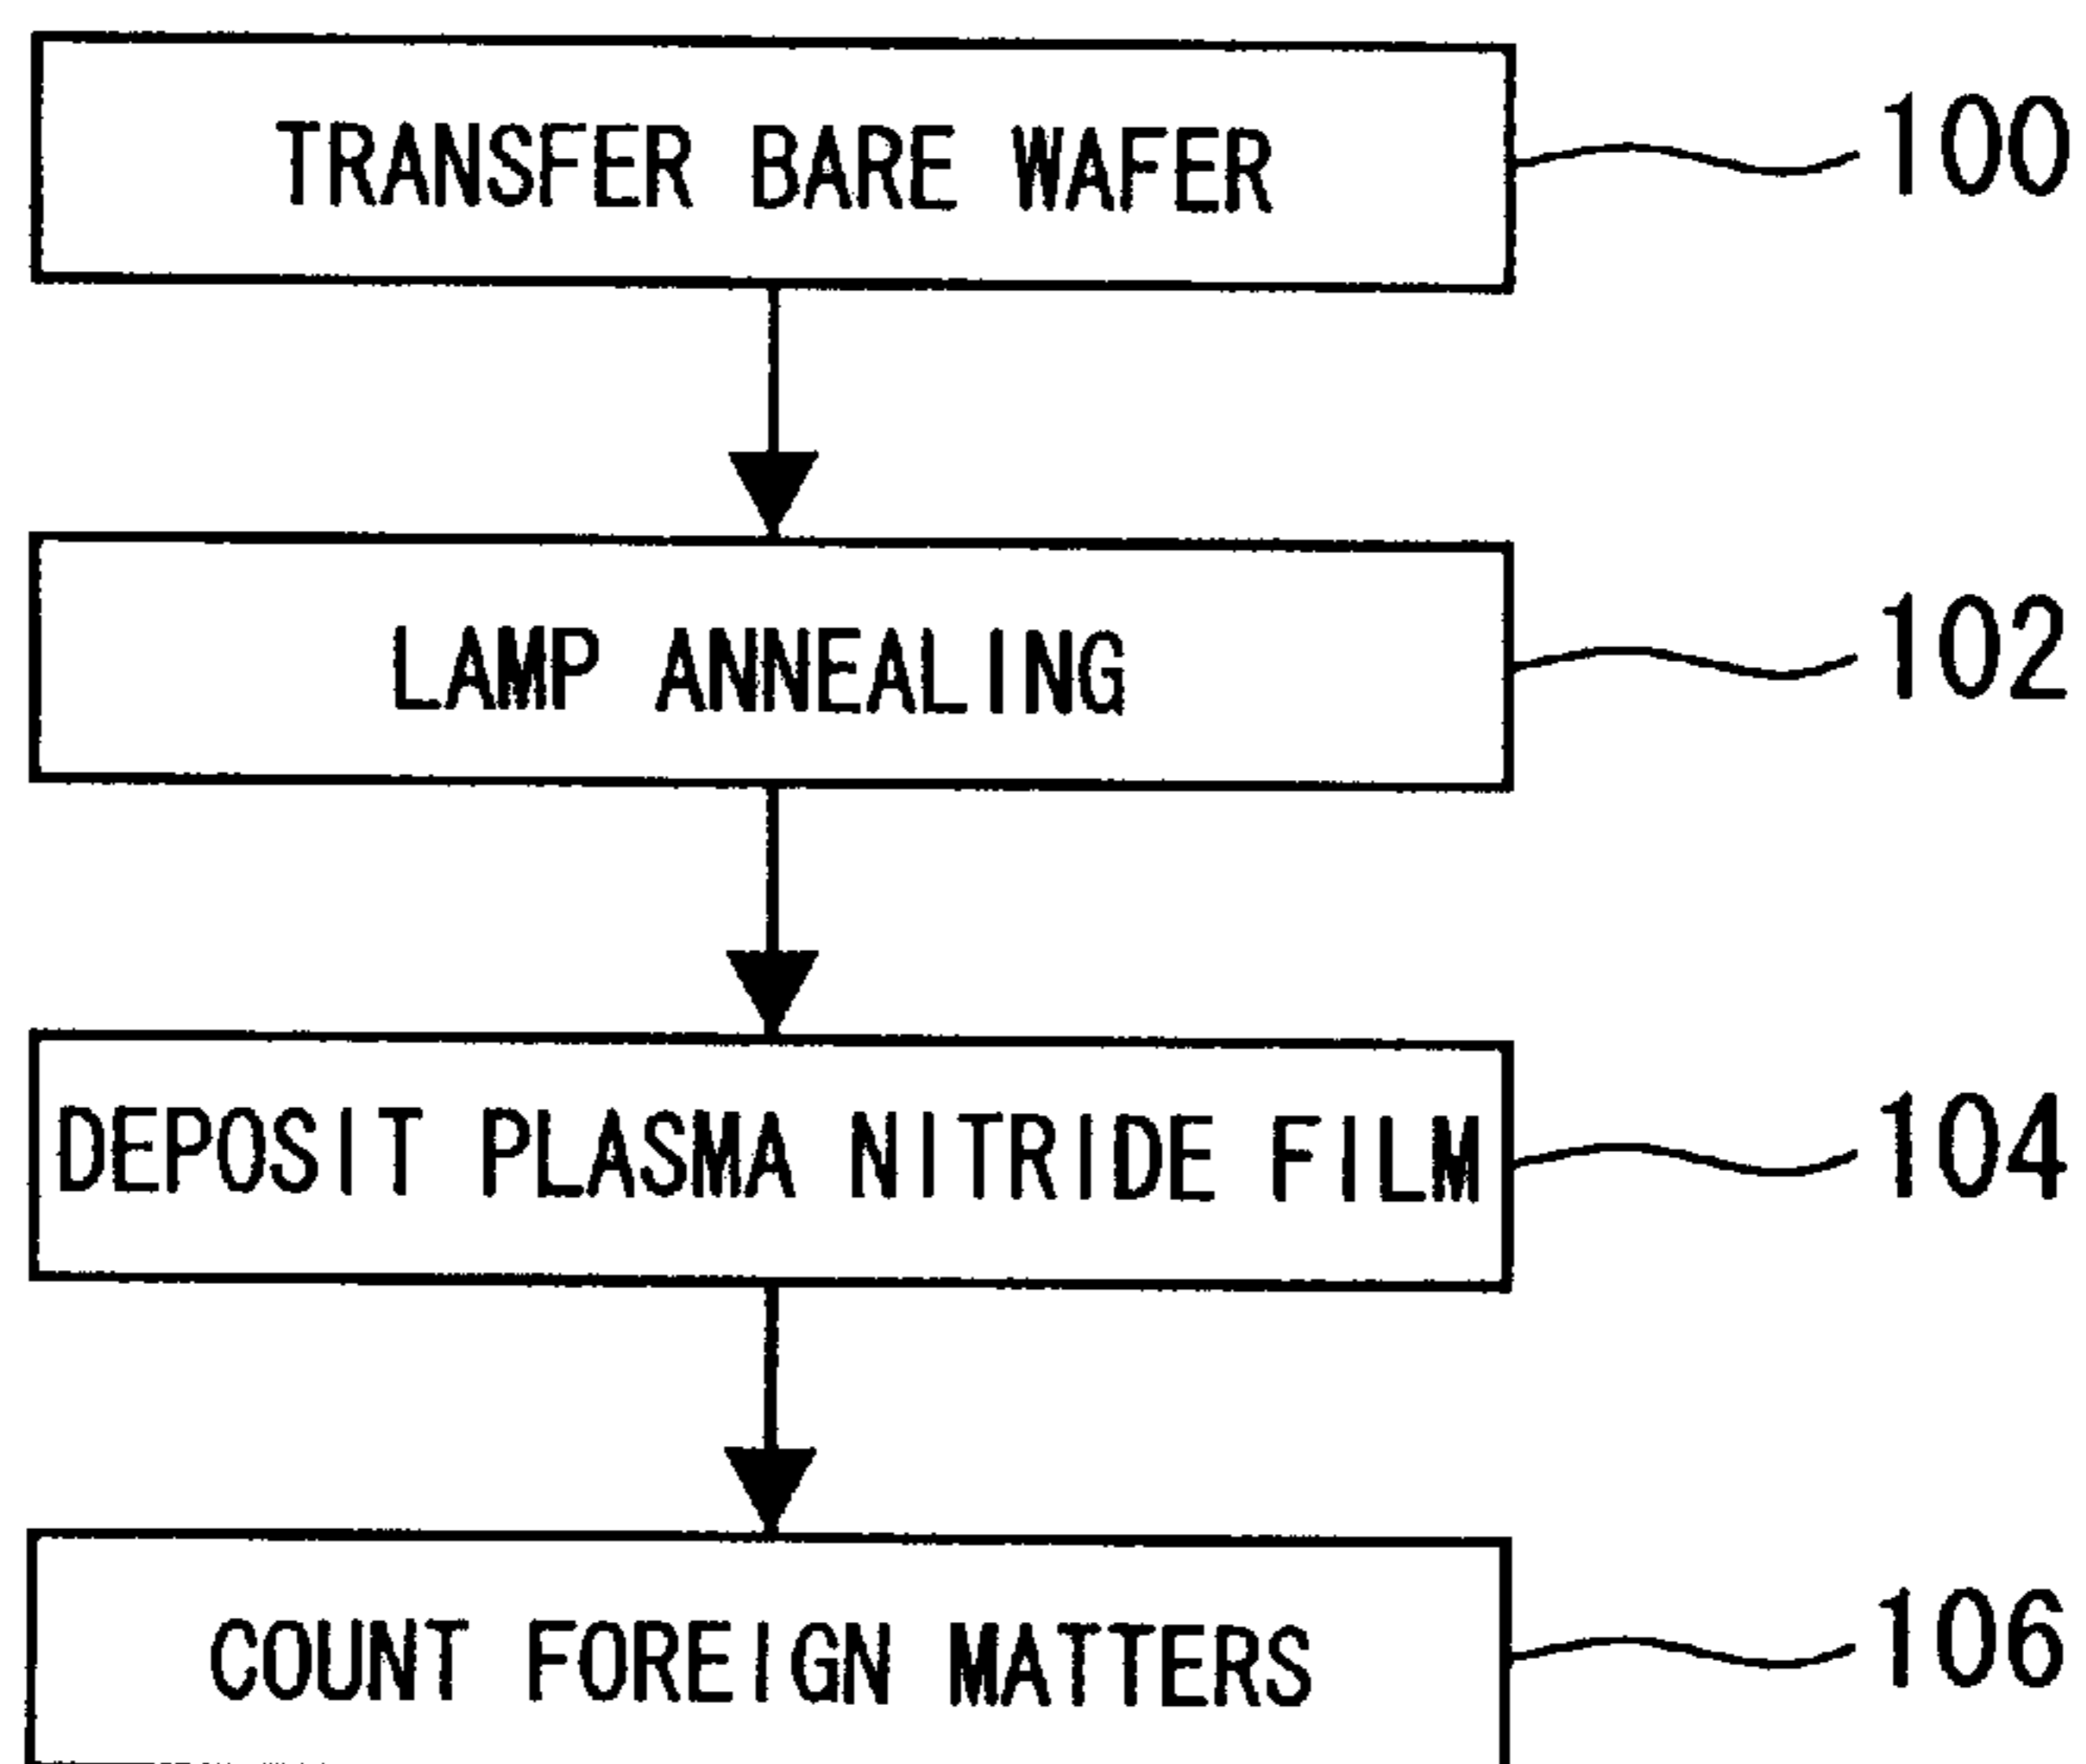 TRANSFER BARE WAFER 100
LAMP ANNEALING 102
DEPOSIT PLASMA NITRIDE FILM 104
COUNT FOREIGN MATTERS 106